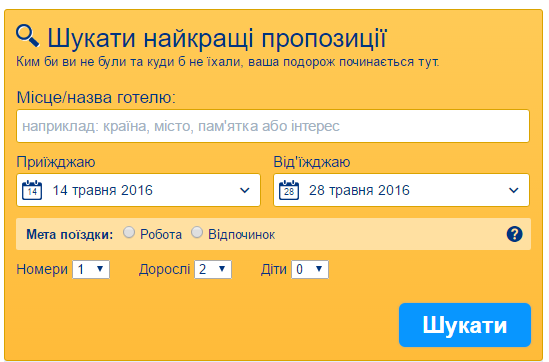 Шукати найкращі пропозиції
Ким би ви не були та куди б не їхали, ваша подорож починається тут.
Місце/назва готелю:
наприклад: країна, місто, пам'ятка або інтерес
Приїжджаю Від'їжджаю
14 14 травня 2016 28 28 травня 2016
Мета поїздки: Робота Відпочинок ?
Номери 1 Дорослі 2 Діти 0
Шукати